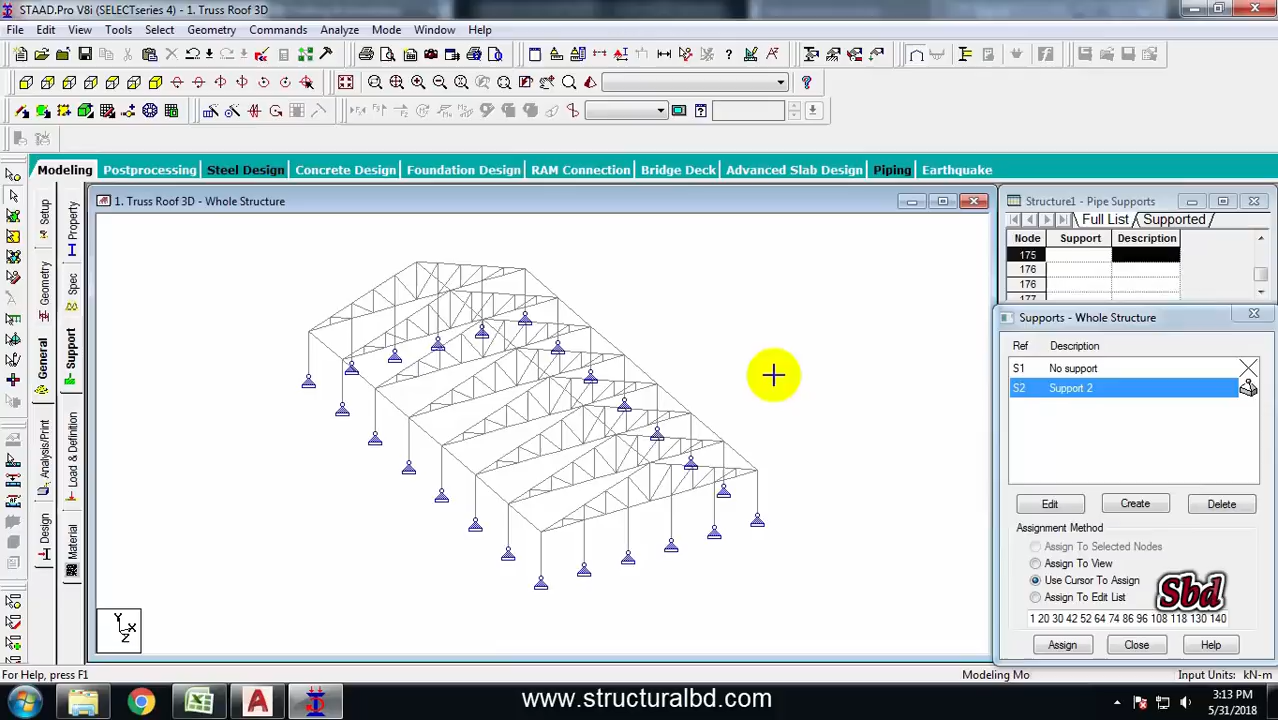 STAAD.Pro V8i (SELECTseries 4) - 1. Truss Roof 3D
File Edit View Tools Select Geometry Commands Analyze Mode Window Help
Modeling Postprocessing Steel Design Concrete Design Foundation Design RAM Connection Bridge Deck Advanced Slab Design Piping Earthquake
1. Truss Roof 3D - Whole Structure
Structure1 - Pipe Supports
Full List Supported
Node Support Description
175
176
176
177
Setup
Geometry
General
Analysis/Print
Design
Property
Spec
Support
Load & Definition
Material
Supports - Whole Structure
Ref Description
S1 No support
S2 Support 2
Edit Create Delete
Assignment Method
Assign To Selected Nodes
Assign To View
Use Cursor To Assign
Assign To Edit List
Sbd
1 20 30 42 52 64 74 86 96 108 118 130 140
Assign Close Help
Y
X
Z
For Help, press F1
Modeling Mo
Input Units: kN-m
www.structuralbd.com
3:13 PM
5/31/2018